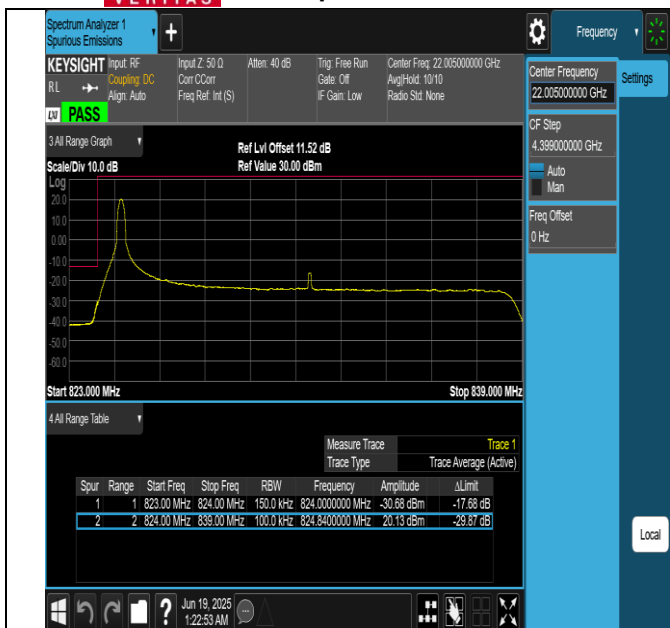 VERITAS
Spectrum Analyzer 1
Spurious Emissions
Frequency
KEYSIGHT
RL
LXI
PASS
Input: RF
Coupling: DC
Align: Auto
Input Z: 50 Ω
Corr CCorr
Freq Ref: Int (S)
Atten: 40 dB
Trig: Free Run
Gate: Off
IF Gain: Low
Center Freq: 22.005000000 GHz
Avg|Hold: 10/10
Radio Std: None
Center Frequency
22.005000000 GHz
Settings
CF Step
4.399000000 GHz
Auto
Man
Freq Offset
0 Hz
Local
3 All Range Graph
Scale/Div 10.0 dB
Ref Lvl Offset 11.52 dB
Ref Value 30.00 dBm
Log
20.0
10.0
0.00
-10.0
-20.0
-30.0
-40.0
-50.0
-60.0
Start 823.000 MHz
Stop 839.000 MHz
4 All Range Table
Measure Trace Trace 1
Trace Type Trace Average (Active)
Spur Range Start Freq Stop Freq RBW Frequency Amplitude ΔLimit
1 1 823.00 MHz 824.00 MHz 150.0 kHz 824.0000000 MHz -30.68 dBm -17.68 dB
2 2 824.00 MHz 839.00 MHz 100.0 kHz 824.8400000 MHz 20.13 dBm -29.87 dB
?
Jun 19, 2025
1:22:53 AM